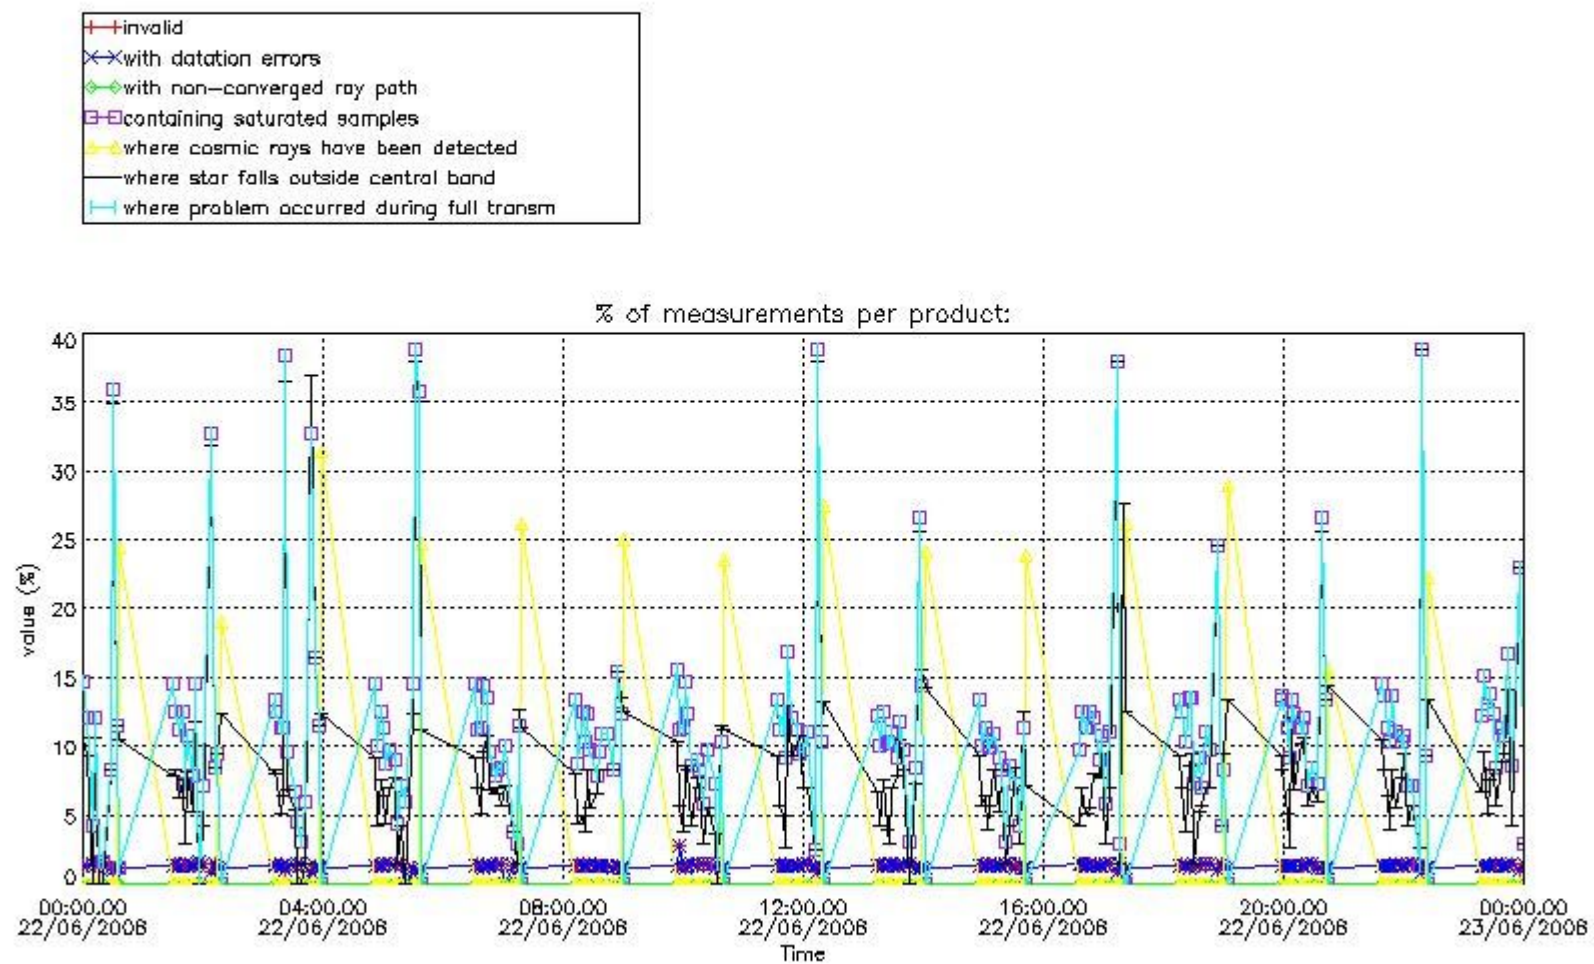 invalid
with datation errors
with non-converged ray path
containing saturated samples
where cosmic rays have been detected
where star falls outside central band
where problem occurred during full transm
% of measurements per product:
40
35
30
25
20
15
10
5
0
value (%)
00:00:00 04:00:00 08:00:00 12:00:00 16:00:00 20:00:00 00:00:00
22/06/2008 22/06/2008 22/06/2008 22/06/2008 22/06/2008 22/06/2008 23/06/2008
Time